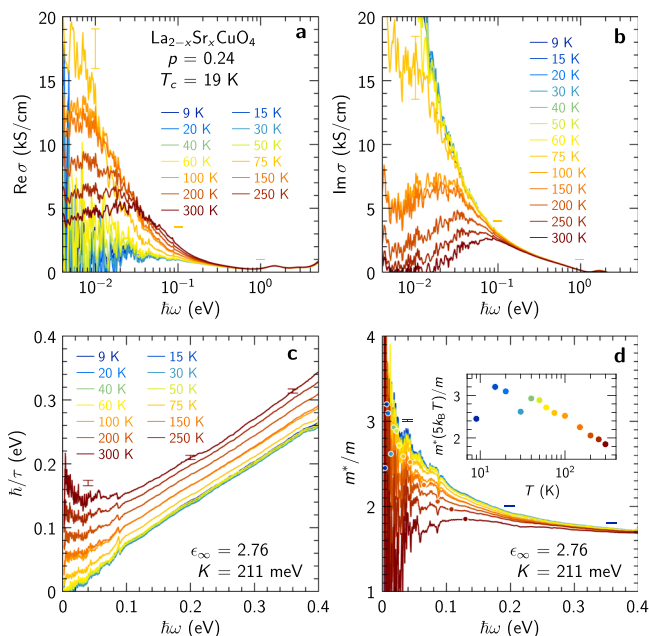 a
La₂₋ₓSrₓCuO₄
p = 0.24
T_c = 19 K
9 K 15 K
20 K 30 K
40 K 50 K
60 K 75 K
100 K 150 K
200 K 250 K
300 K
20
15
10
5
0
Re σ (kS/cm)
10⁻² 10⁻¹ 10⁰
ħω (eV)
b
9 K
15 K
20 K
30 K
40 K
50 K
60 K
75 K
100 K
150 K
200 K
250 K
300 K
20
15
10
5
0
Im σ (kS/cm)
10⁻² 10⁻¹ 10⁰
ħω (eV)
c
9 K 15 K
20 K 30 K
40 K 50 K
60 K 75 K
100 K 150 K
200 K 250 K
300 K
0.4
0.3
0.2
0.1
0
ħ/τ (eV)
ϵ∞ = 2.76
K = 211 meV
0 0.1 0.2 0.3 0.4
ħω (eV)
d
4
3
2
1
m*/m
3
2
m*(5k_BT)/m
10¹ 10²
T (K)
ϵ∞ = 2.76
K = 211 meV
0 0.1 0.2 0.3 0.4
ħω (eV)